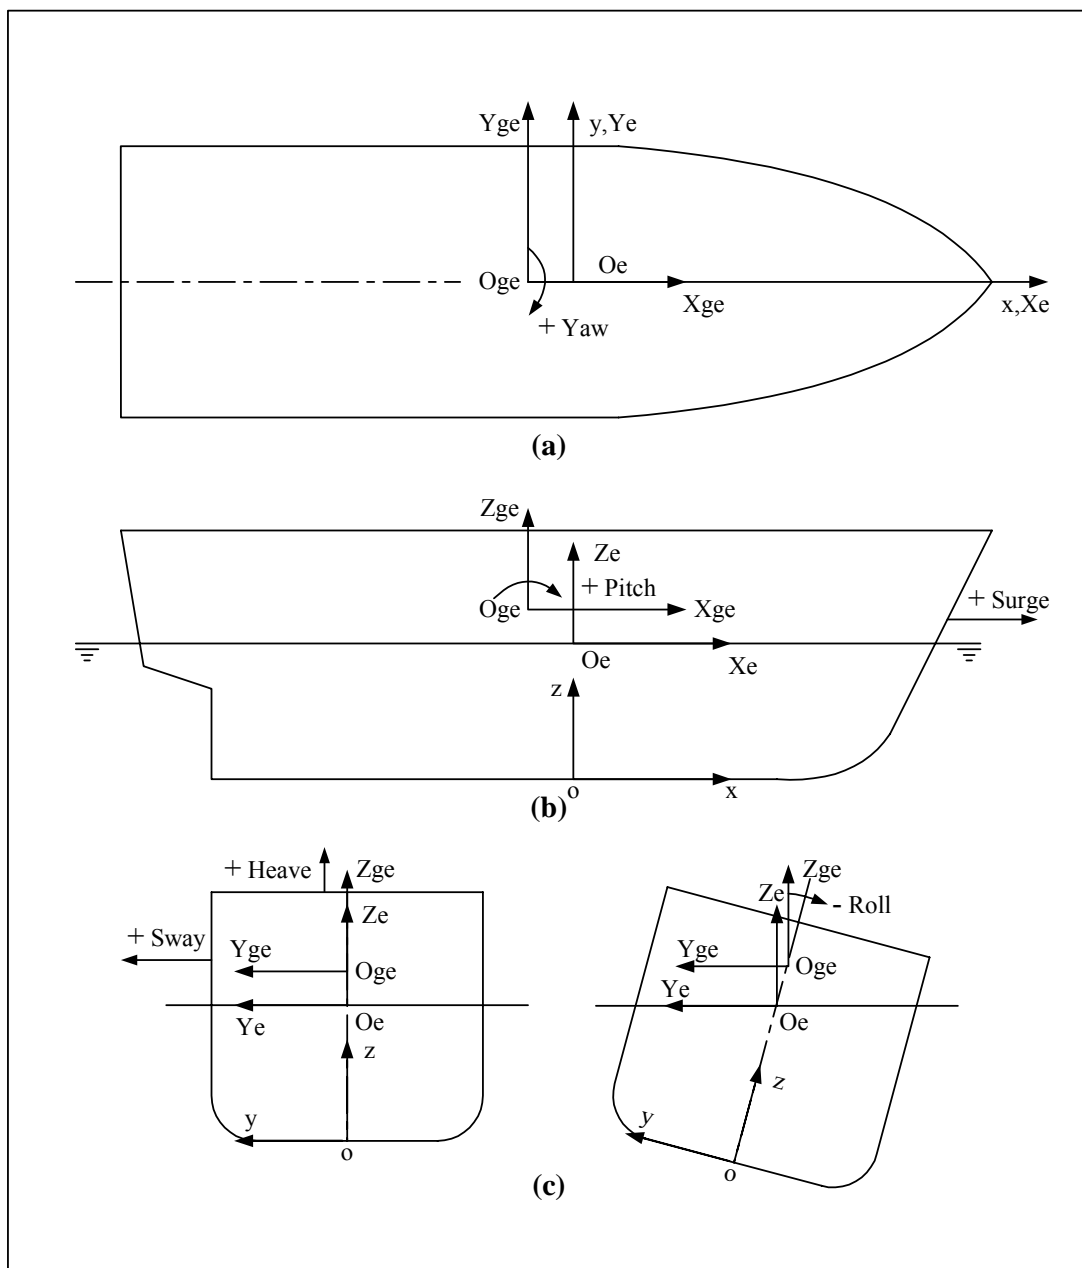 Yge
y,Ye
Oge
Oe
Xge
x,Xe
+ Yaw
(a)
Zge
Ze
+ Pitch
Oge
Xge
+ Surge
Oe
Xe
z
o
x
(b)
+ Heave
Zge
Ze
+ Sway
Yge
Oge
Ye
Oe
z
y
o
Zge
Ze
- Roll
Yge
Oge
Ye
Oe
z
y
o
(c)